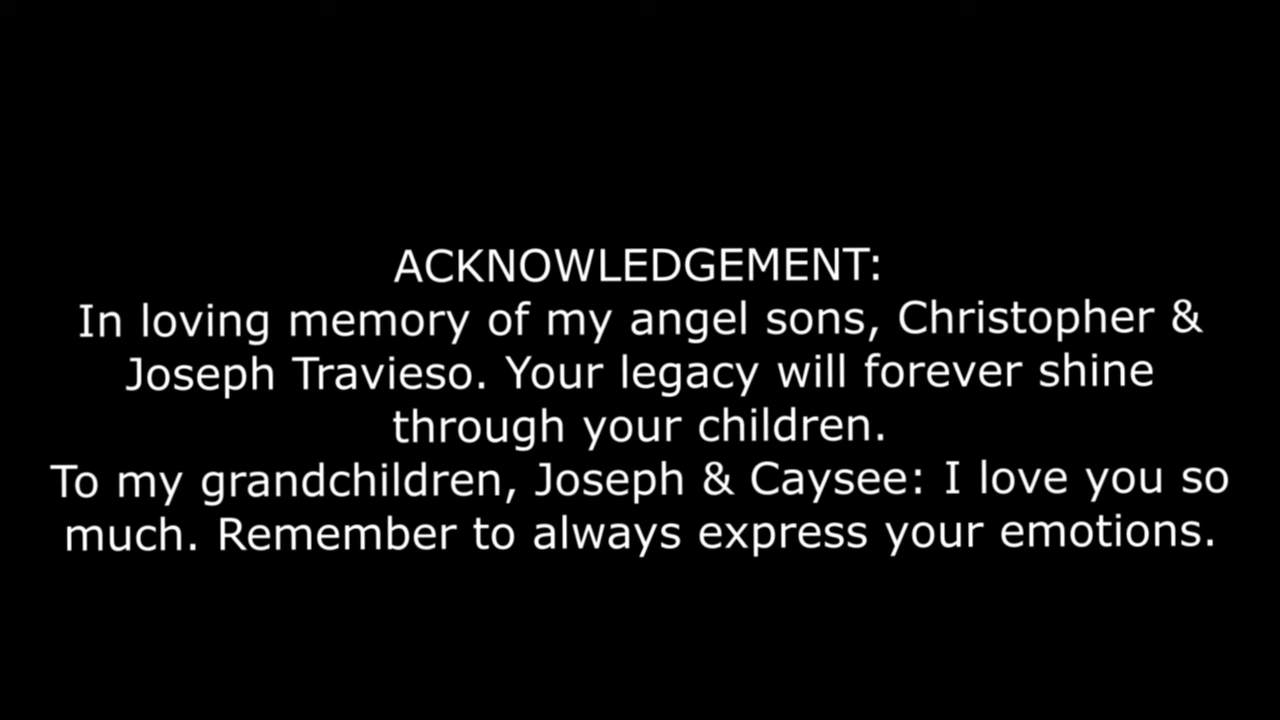 ACKNOWLEDGEMENT:
In loving memory of my angel sons, Christopher &
Joseph Travieso. Your legacy will forever shine
through your children.
To my grandchildren, Joseph & Caysee: I love you so
much. Remember to always express your emotions.